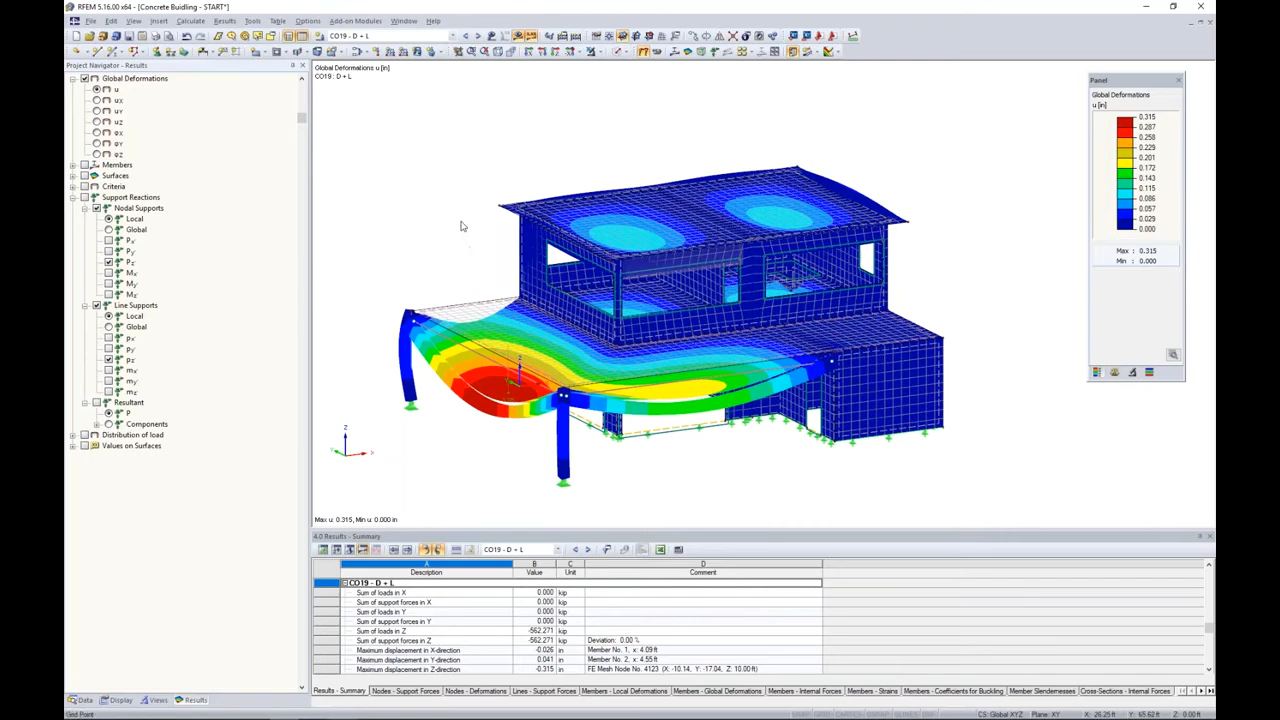 RFEM 5.16.00 x64 - [Concrete Buidling - START*]
File Edit View Insert Calculate Results Tools Table Options Add-on Modules Window Help
CO19 - D + L
Project Navigator - Results
Global Deformations
u
uX
uY
uZ
φX
φY
φZ
Members
Surfaces
Criteria
Support Reactions
Nodal Supports
Local
Global
Px'
Py'
Pz'
Mx'
My'
Mz'
Line Supports
Local
Global
px'
py'
pz'
mx'
my'
mz'
Resultant
P
Components
Distribution of load
Values on Surfaces
Data Display Views Results
Grid Point
Global Deformations u [in]
CO19 : D + L
Z
X
Z
Max u: 0.315, Min u: 0.000 in
Panel
Global Deformations
u [in]
0.315
0.287
0.258
0.229
0.201
0.172
0.143
0.115
0.086
0.057
0.029
0.000
Max : 0.315
Min : 0.000
4.0 Results - Summary
CO19 - D + L
A B C D
Description Value Unit Comment
CO19 - D + L
Sum of loads in X 0.000 kip
Sum of support forces in X 0.000 kip
Sum of loads in Y 0.000 kip
Sum of support forces in Y 0.000 kip
Sum of loads in Z -562.271 kip
Sum of support forces in Z -562.271 kip Deviation: 0.00 %
Maximum displacement in X-direction -0.026 in Member No. 1, x: 4.09 ft
Maximum displacement in Y-direction 0.041 in Member No. 2, x: 4.55 ft
Maximum displacement in Z-direction -0.315 in FE Mesh Node No. 4123 (X: -10.14, Y: -17.04, Z: 10.00 ft)
Results - Summary Nodes - Support Forces Nodes - Deformations Lines - Support Forces Members - Local Deformations Members - Global Deformations Members - Internal Forces Members - Strains Members - Coefficients for Buckling Member Slendernesses Cross-Sections - Internal Forces
SNAP GRID CARTES OSNAP GLINES DXF CS: Global XYZ Plane: XY X: 26.25 ft Y: 65.62 ft Z: 0.00 ft